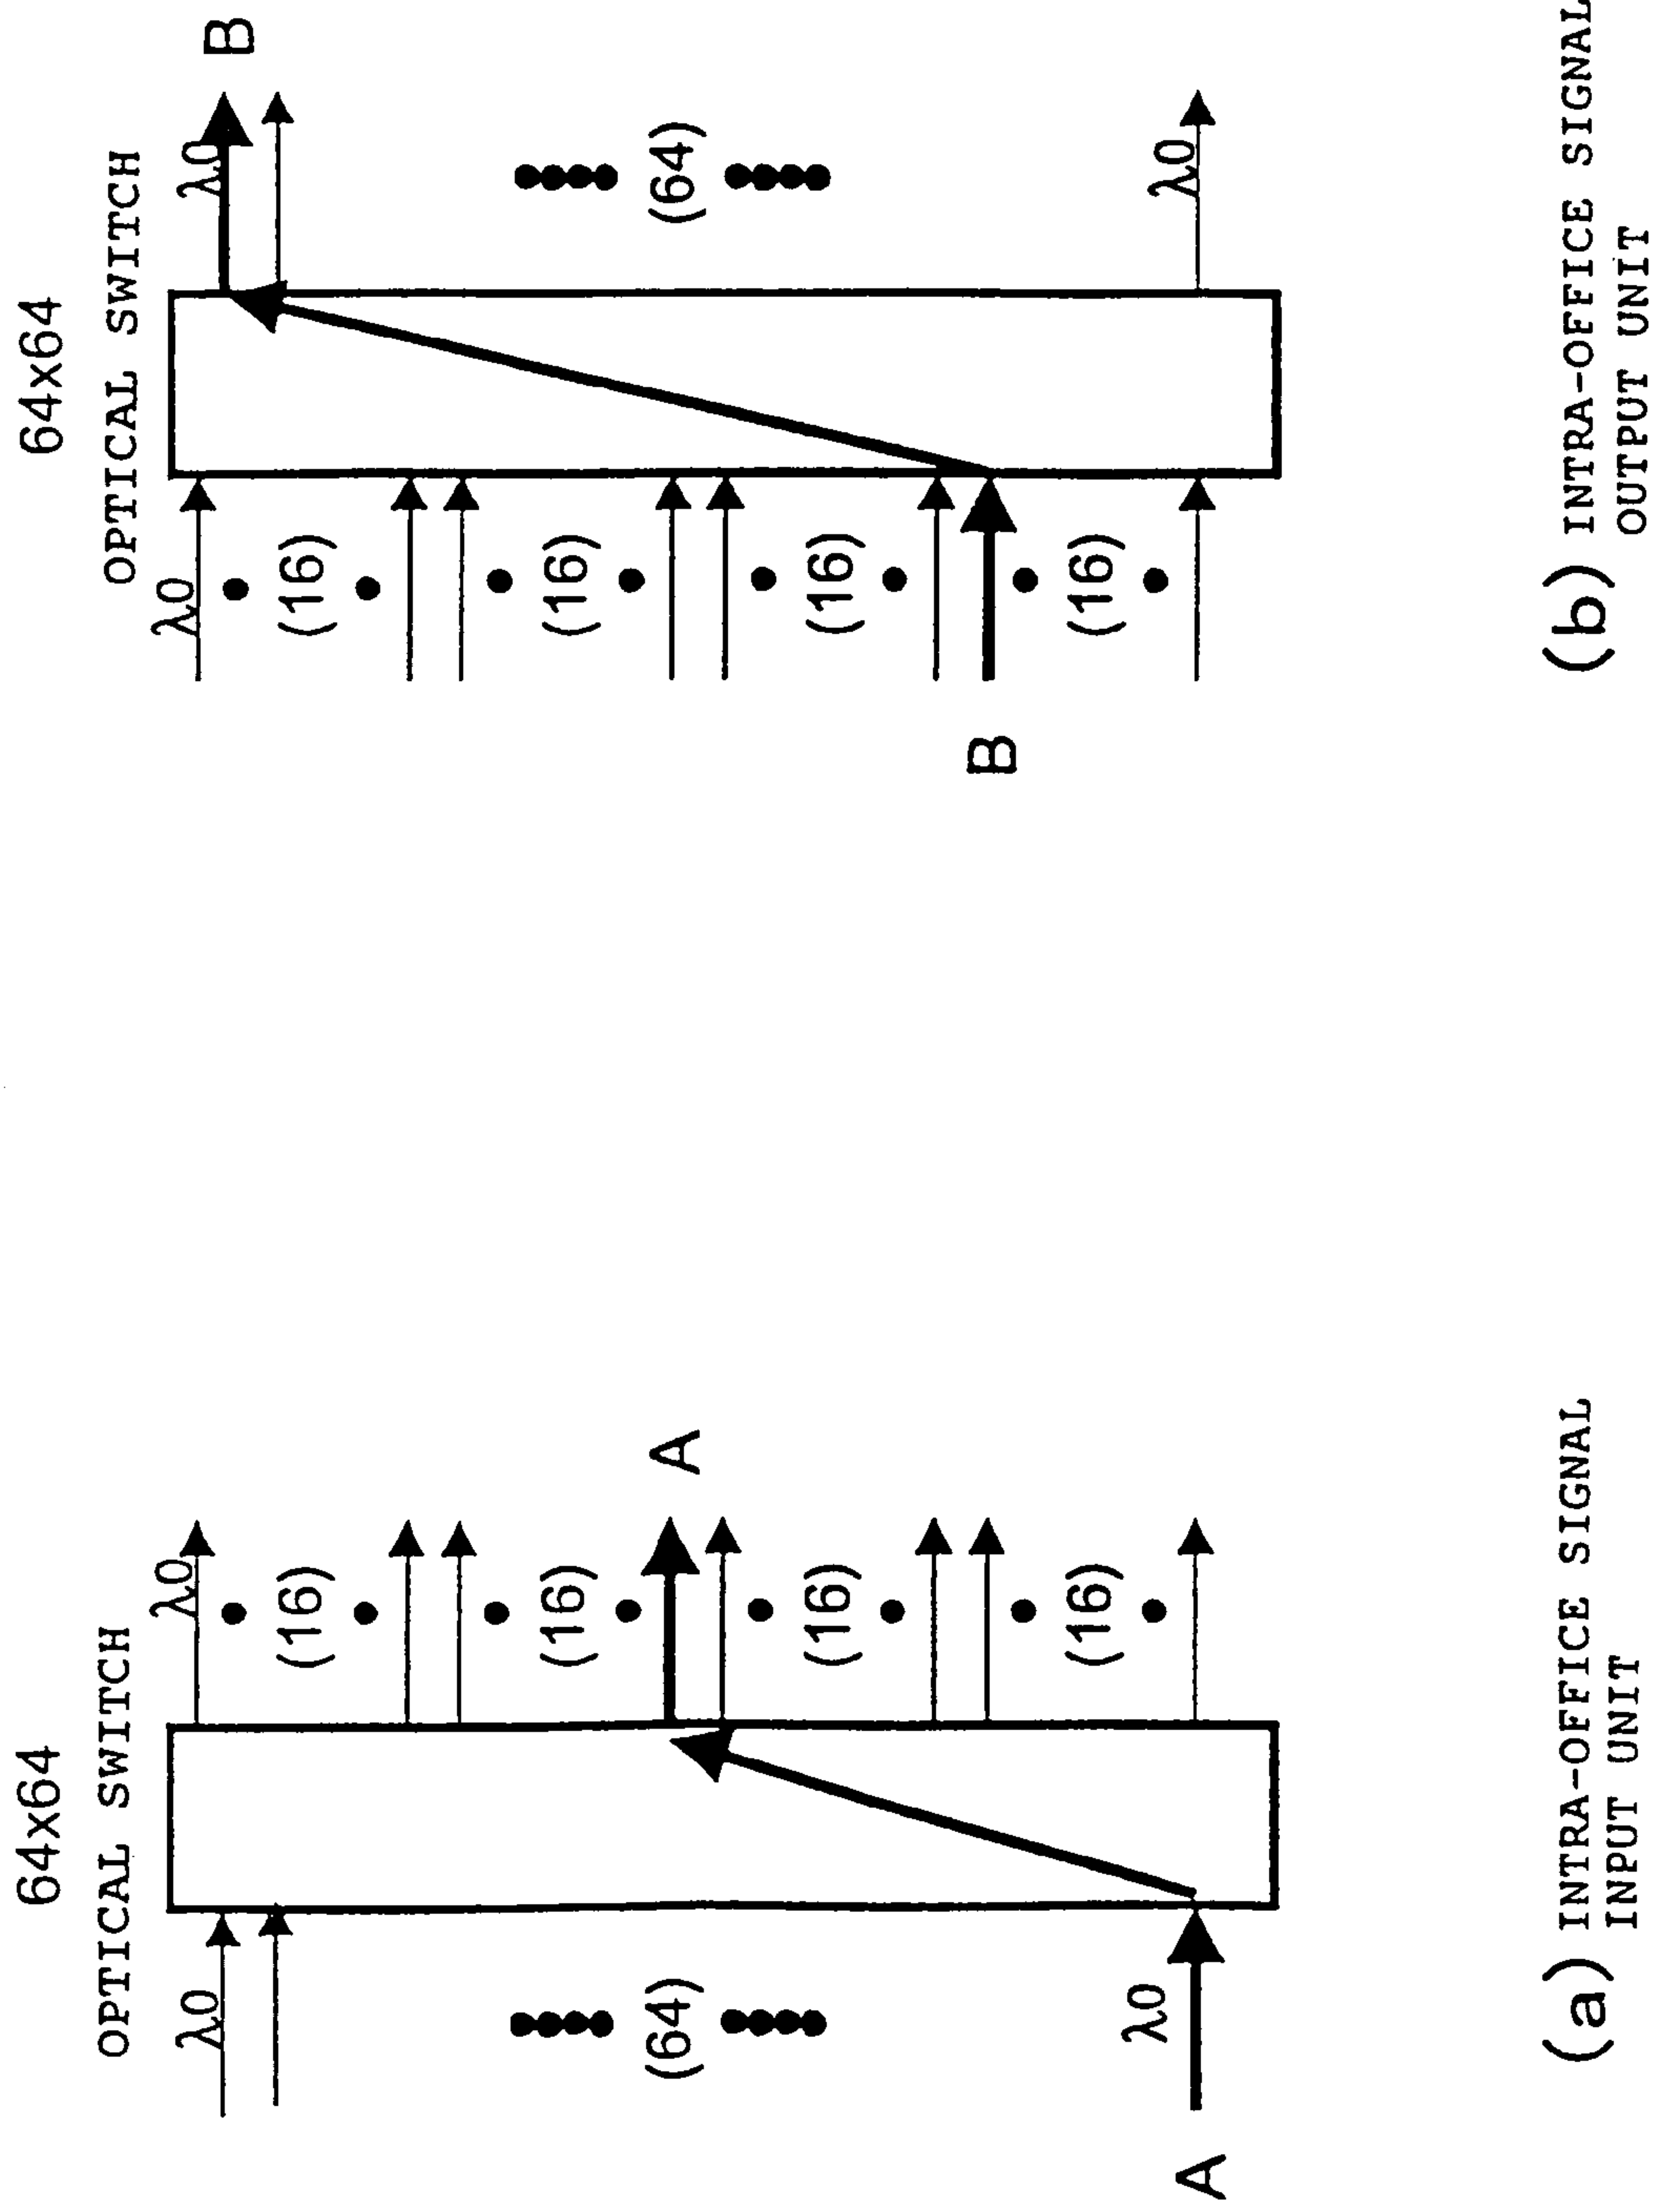 64x64
OPTICAL SWITCH
λ0
λ0
(16)
(16)
(64)
A
(16)
(16)
λ0
A
(a) INTRA-OFFICE SIGNAL
INPUT UNIT
64x64
OPTICAL SWITCH
λ0
λ0
B
(16)
(16)
(64)
(16)
B
(16)
λ0
(b) INTRA-OFFICE SIGNAL
OUTPUT UNIT